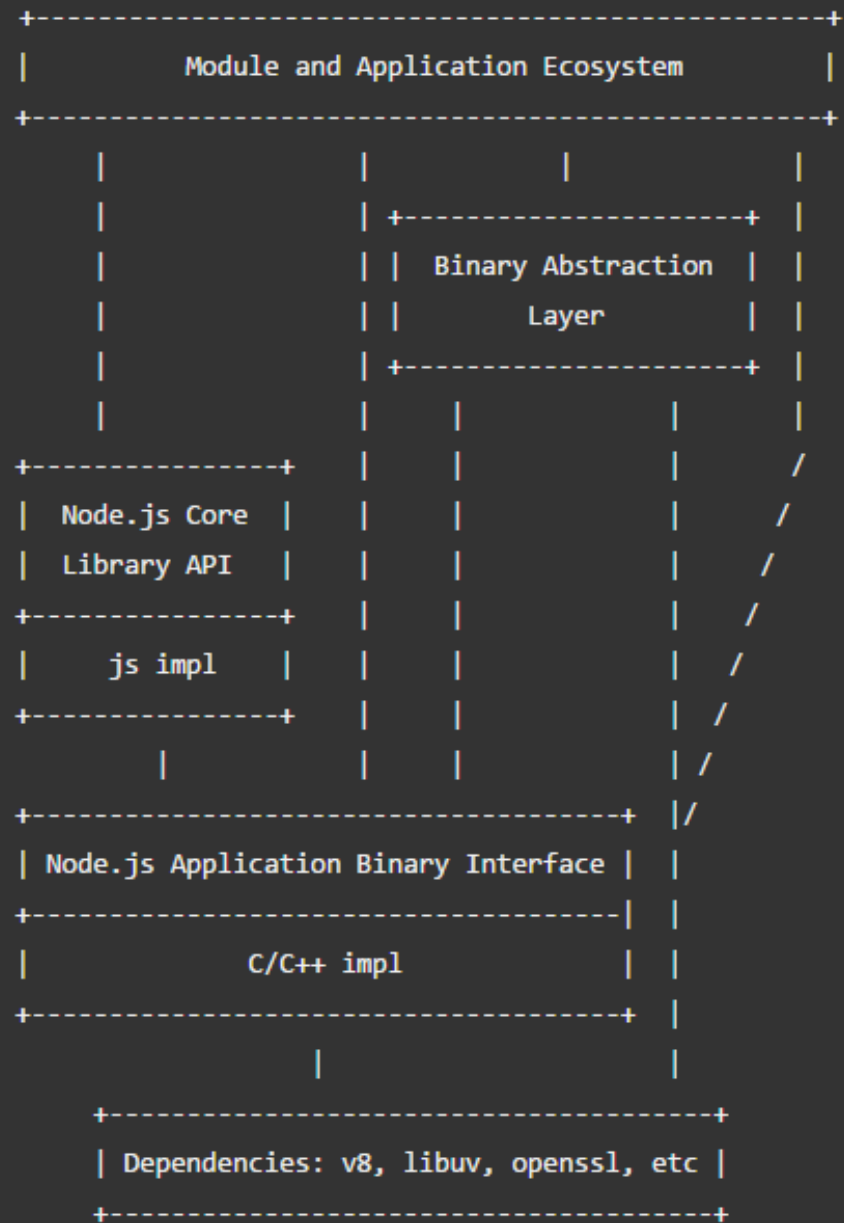 Module and Application Ecosystem
Binary Abstraction
Layer
Node.js Core
Library API
js impl
Node.js Application Binary Interface
C/C++ impl
Dependencies: v8, libuv, openssl, etc